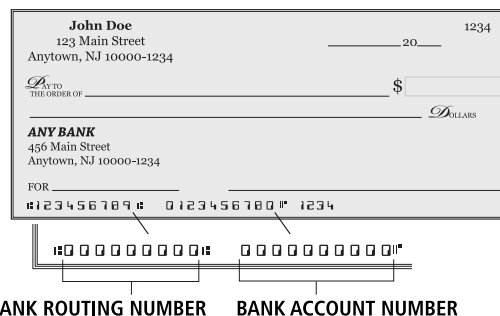 John Doe
1234
123 Main Street
Anytown, NJ 10000-1234
20
PAY TO
THE ORDER OF
$
DOLLARS
ANY BANK
456 Main Street
Anytown, NJ 10000-1234
FOR
⑆123456789⑆ 0123456780⑈ 1234
⑆000000000⑆ 0000000000⑈
ANK ROUTING NUMBER BANK ACCOUNT NUMBER